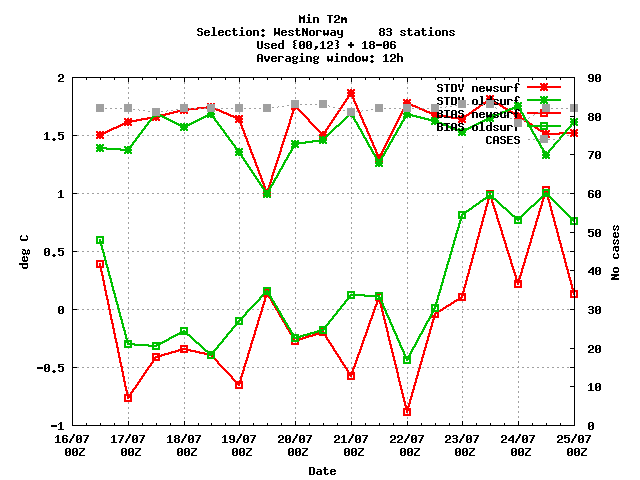 Min T2m
Selection: WestNorway 83 stations
Used {00,12} + 18-06
Averaging window: 12h
2 90
STDV newsurf
STDV oldsurf
80
BIAS newsurf
BIAS oldsurf
1.5
CASES
70
1 60
50
0.5
deg C No cases
40
0 30
20
-0.5
10
-1 0
16/07 17/07 18/07 19/07 20/07 21/07 22/07 23/07 24/07 25/07
00Z 00Z 00Z 00Z 00Z 00Z 00Z 00Z 00Z 00Z
Date